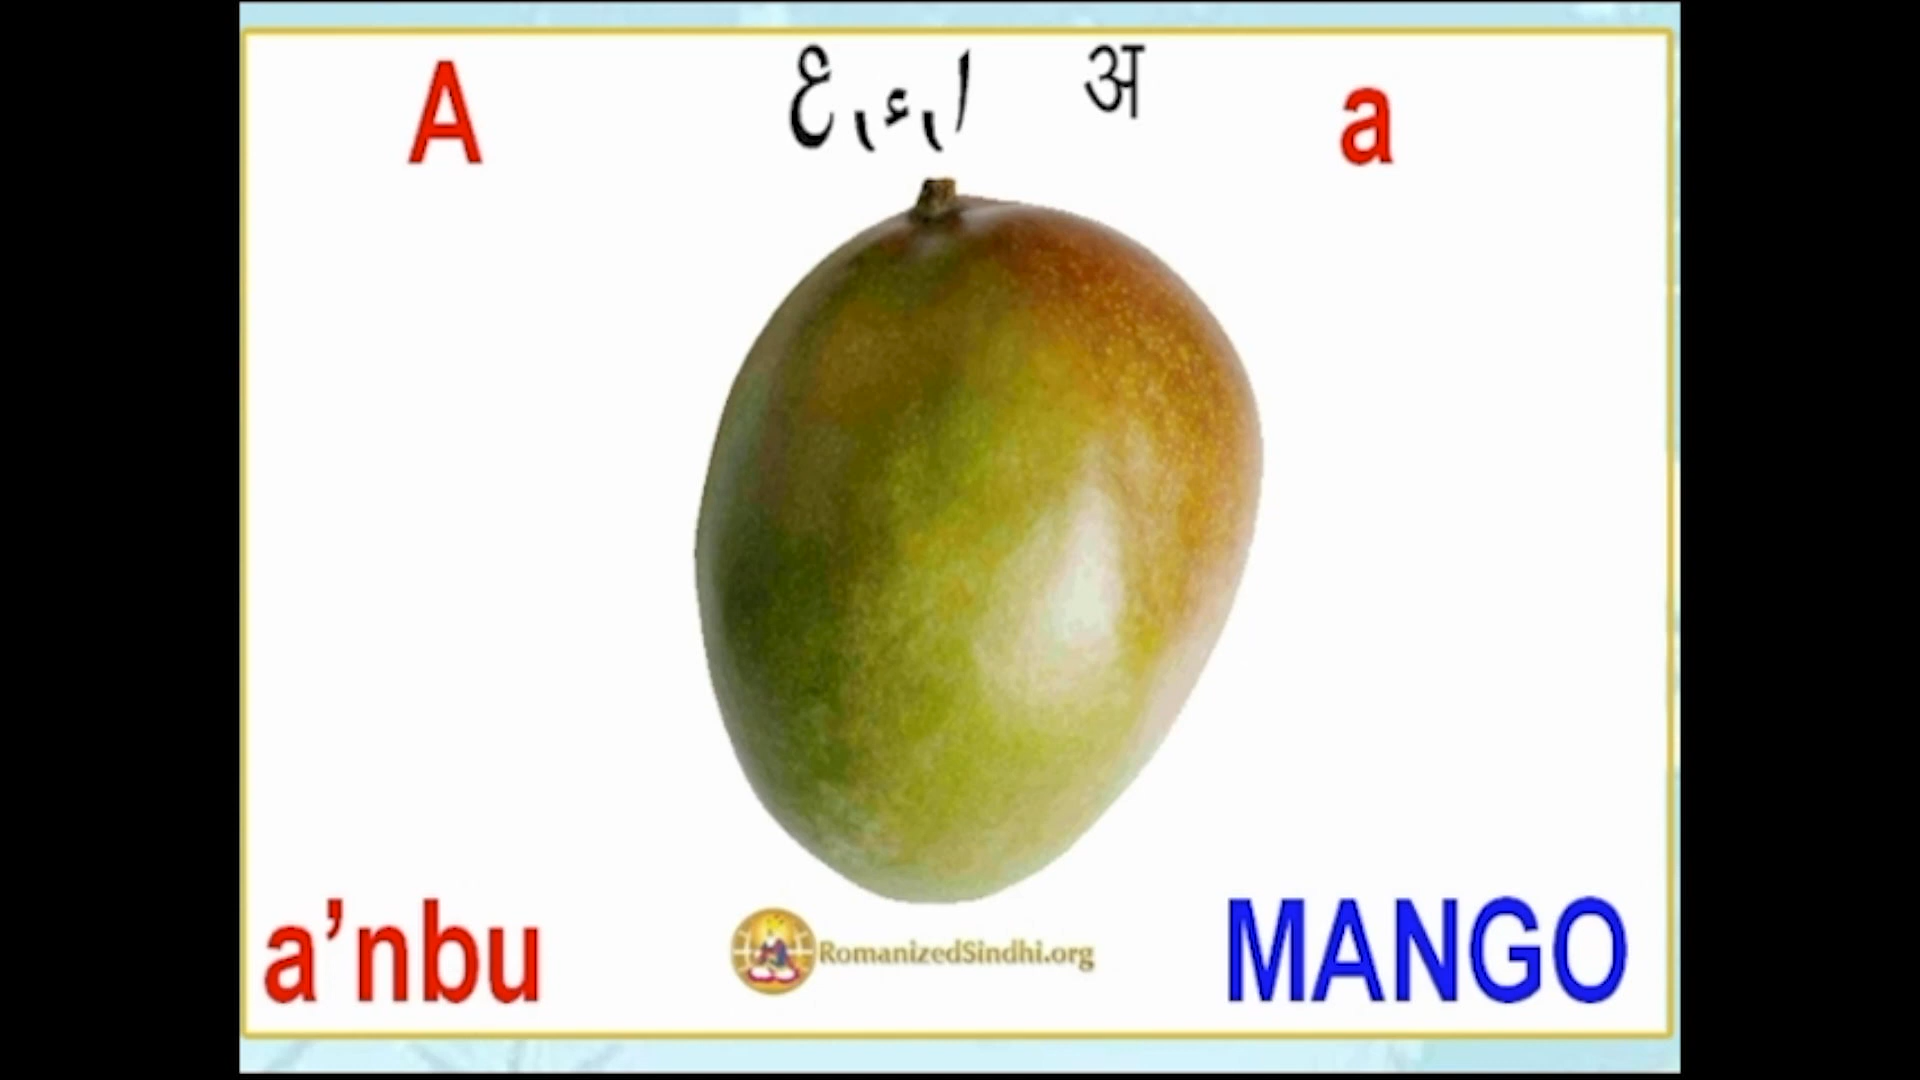 A ا ، ء ، ع अ a
a’nbu RomanizedSindhi.org MANGO